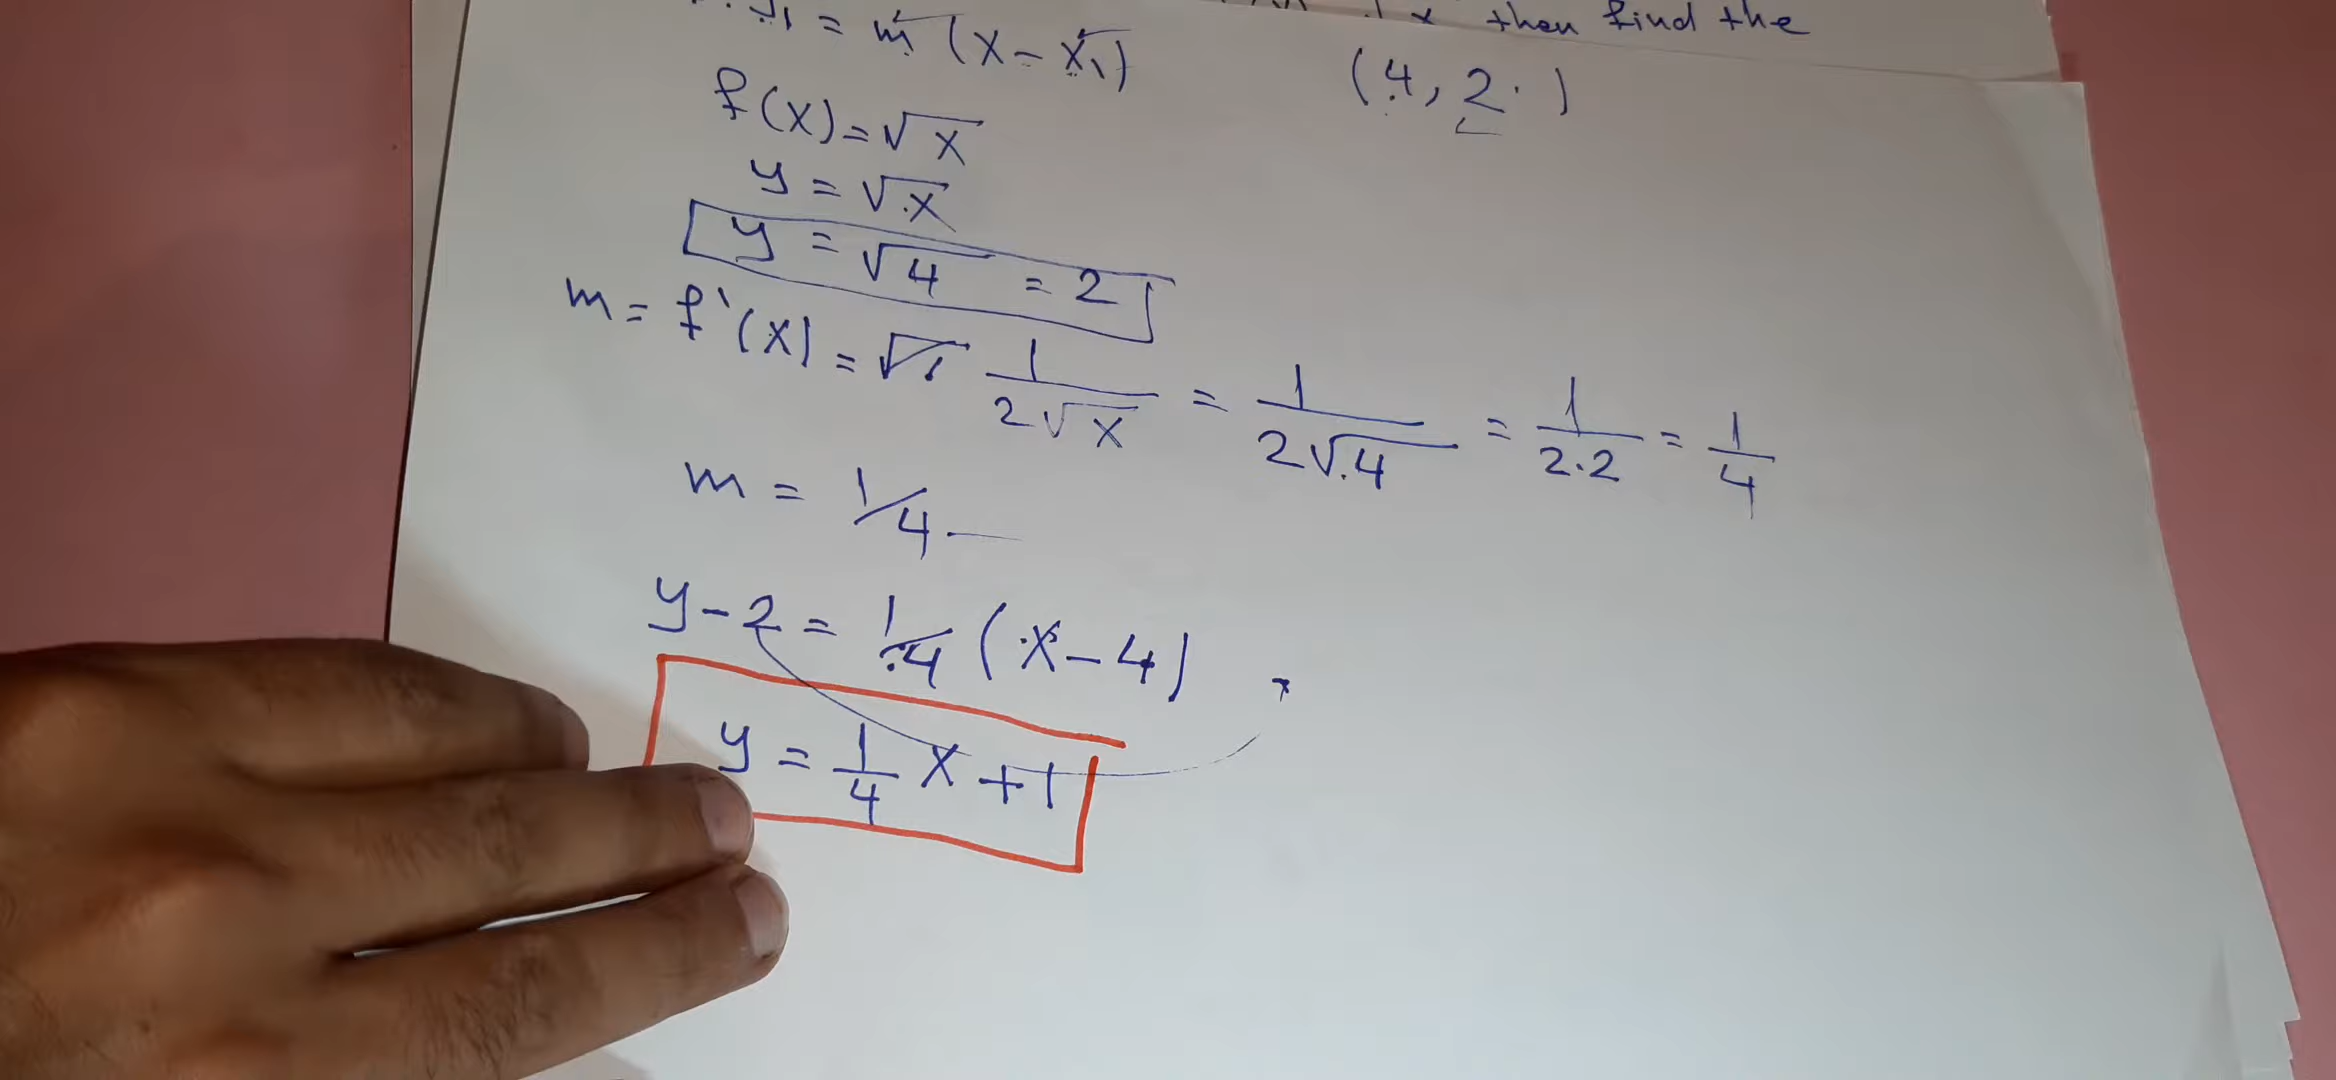 then find the
= m (x - x₁)
(4, 2)
f(x) = √x
y = √x
y = √4 = 2
m = f'(x) = 1/(2√x) = 1/(2√4) = 1/(2·2) = 1/4
m = 1/4
y - 2 = 1/4 (x - 4)
y = 1/4 x + 1